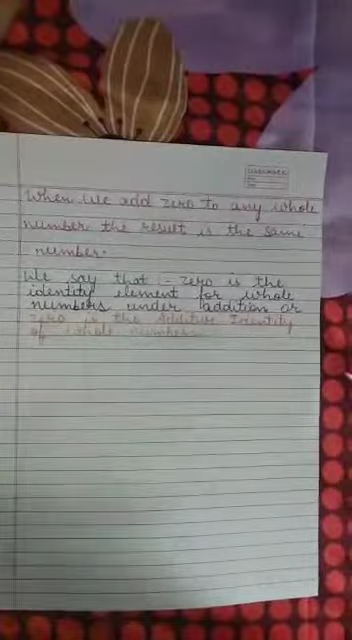 When we add zero to any whole
number the result is the same
number.
We say that - zero is the
identity element for whole
numbers under addition or
zero is the Additive Identity
of whole numbers